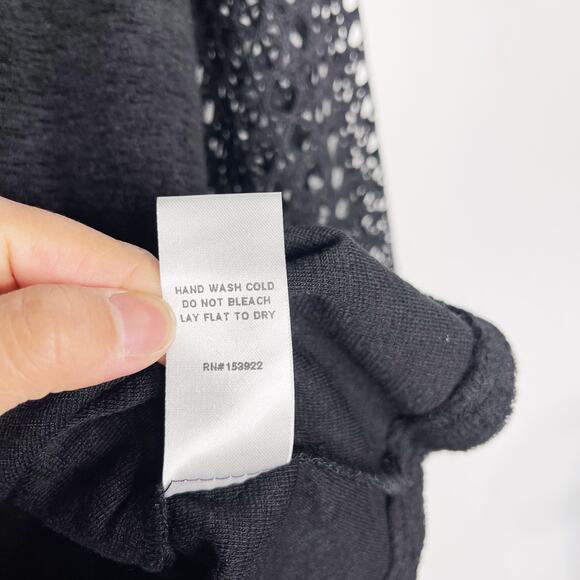 HAND WASH COLD
DO NOT BLEACH
LAY FLAT TO DRY
RN#153922